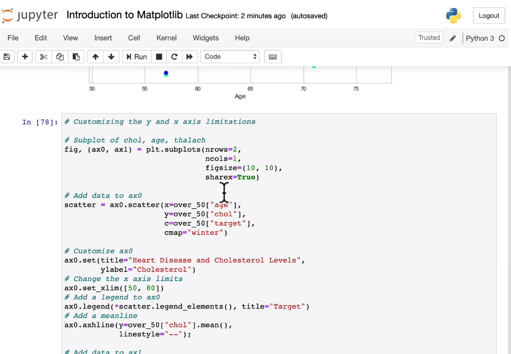 jupyter Introduction to Matplotlib Last Checkpoint: 2 minutes ago (autosaved)
Logout
File Edit View Insert Cell Kernel Widgets Help
Trusted Python 3
Run Code
50 55 60 65 70 75
Age
In [78]:
# Customizing the y and x axis limitations
# Subplot of chol, age, thalach
fig, (ax0, ax1) = plt.subplots(nrows=2,
ncols=1,
figsize=(10, 10),
sharex=True)
# Add data to ax0
scatter = ax0.scatter(x=over_50["age"],
y=over_50["chol"],
c=over_50["target"],
cmap="winter")
# Customize ax0
ax0.set(title="Heart Disease and Cholesterol Levels",
ylabel="Cholesterol")
# Change the x axis limits
ax0.set_xlim([50, 80])
# Add a legend to ax0
ax0.legend(*scatter.legend_elements(), title="Target")
# Add a meanline
ax0.axhline(y=over_50["chol"].mean(),
linestyle="--");
# Add data to ax1